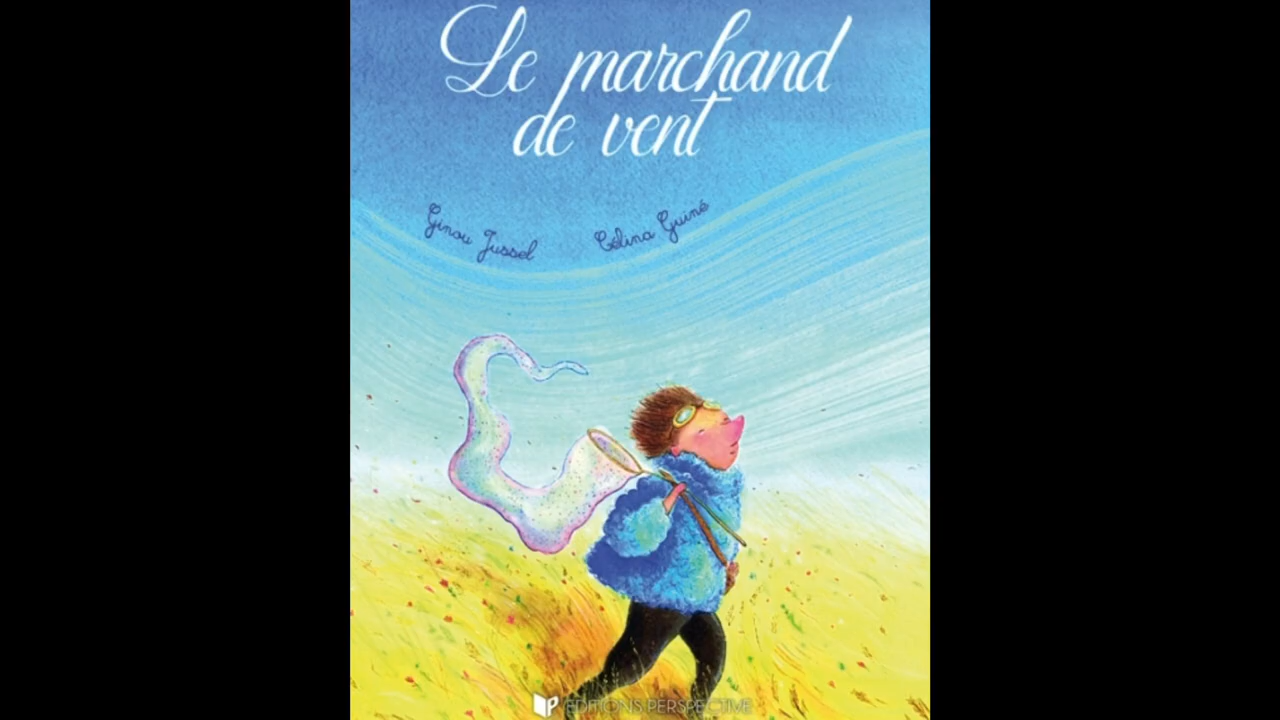 Le marchand
de vent
Ginou Jussel Célina Guiné
EDITIONS PERSPECTIVE